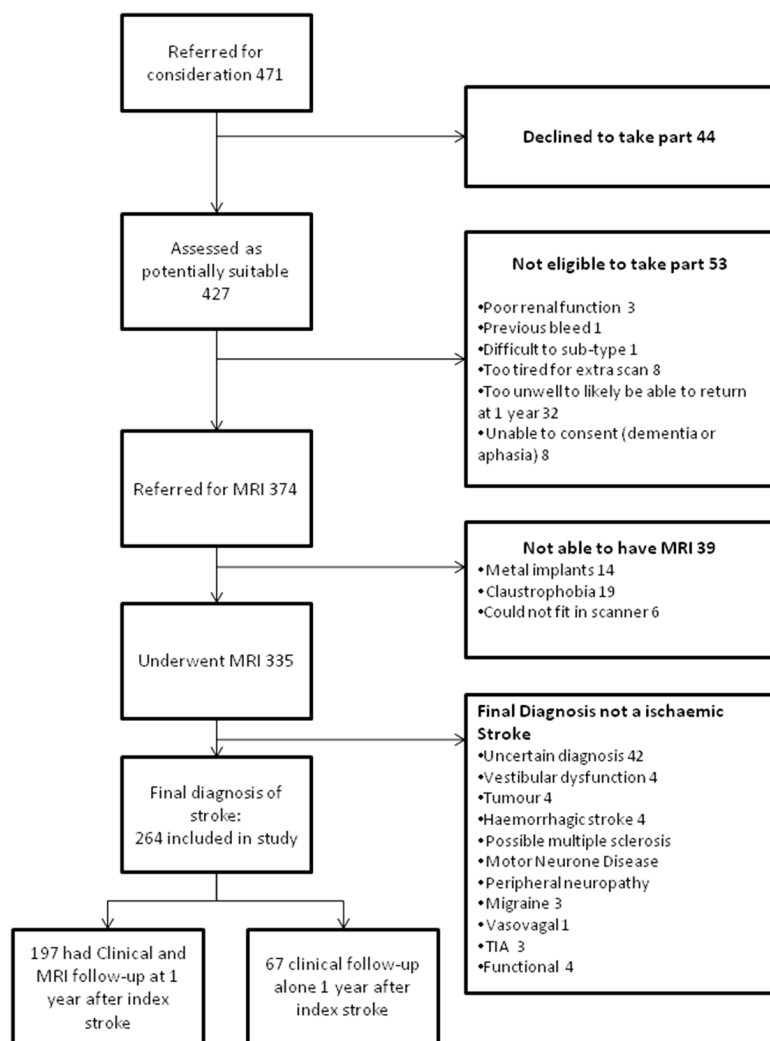 Referred for
consideration 471
Declined to take part 44
Assessed as
potentially suitable
427
Not eligible to take part 53
•Poor renal function 3
•Previous bleed 1
•Difficult to sub-type 1
•Too tired for extra scan 8
•Too unwell to likely be able to return
at 1 year 32
•Unable to consent (dementia or
aphasia) 8
Referred for MRI 374
Not able to have MRI 39
•Metal implants 14
•Claustrophobia 19
•Could not fit in scanner 6
Underwent MRI 335
Final Diagnosis not a ischaemic
Stroke
•Uncertain diagnosis 42
•Vestibular dysfunction 4
•Tumour 4
•Haemorrhagic stroke 4
•Possible multiple sclerosis
•Motor Neurone Disease
•Peripheral neuropathy
•Migraine 3
•Vasovagal 1
•TIA 3
•Functional 4
Final diagnosis of
stroke:
264 included in study
197 had Clinical and
MRI follow-up at 1
year after index
stroke
67 clinical follow-up
alone 1 year after
index stroke